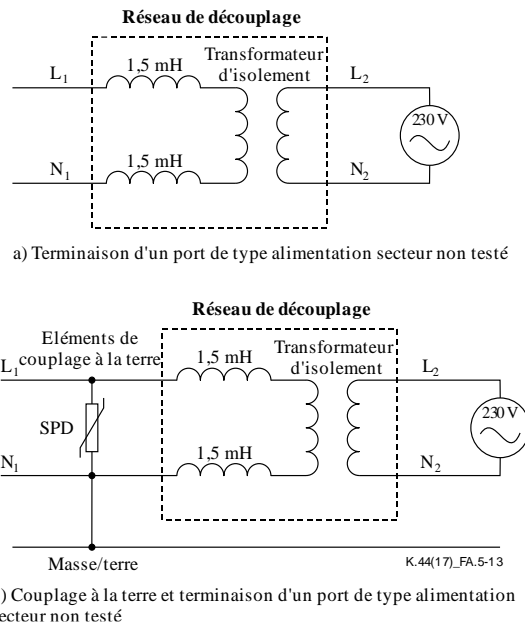 Réseau de découplage
Transformateur
d'isolement
1,5 mH
L1
L2
230 V
1,5 mH
N1
N2
a) Terminaison d'un port de type alimentation secteur non testé
Réseau de découplage
Eléments de
couplage à la terre
Transformateur
d'isolement
1,5 mH
L1
L2
SPD
230 V
1,5 mH
N1
N2
Masse/terre
K.44(17)_FA.5-13
) Couplage à la terre et terminaison d'un port de type alimentation
ecteur non testé